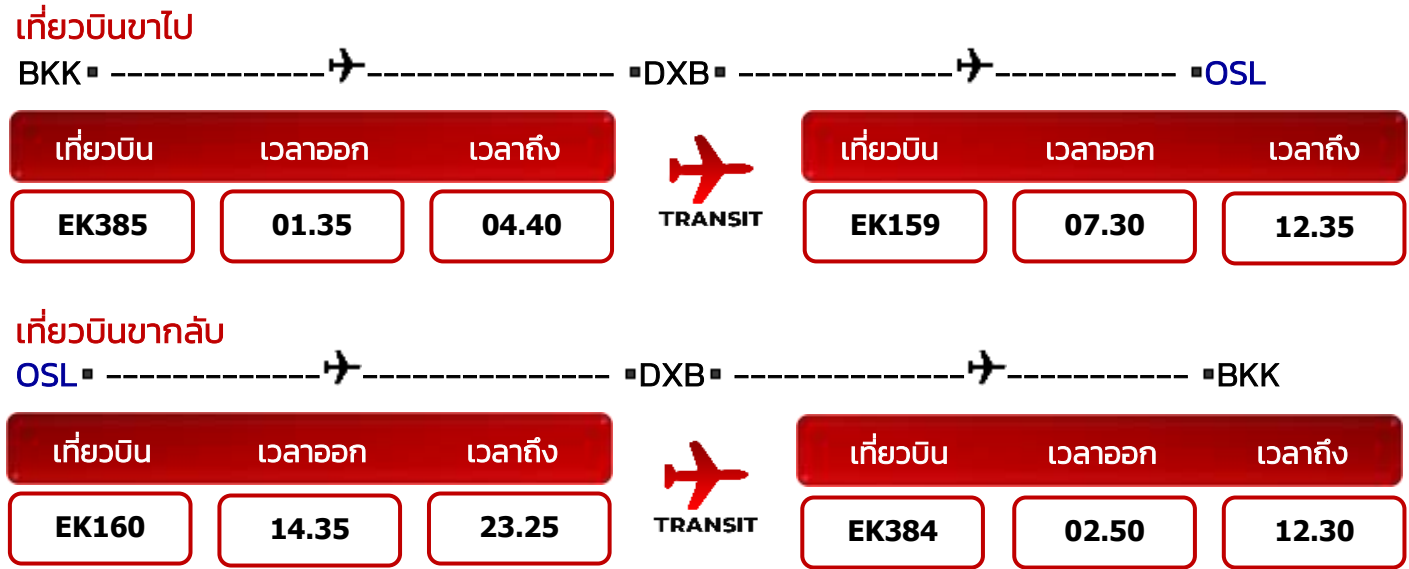 เที่ยวบินขาไป
BKK DXB OSL
เที่ยวบิน เวลาออก เวลาถึง เที่ยวบิน เวลาออก เวลาถึง
EK385 01.35 04.40 TRANSIT EK159 07.30 12.35
เที่ยวบินขากลับ
OSL DXB BKK
เที่ยวบิน เวลาออก เวลาถึง เที่ยวบิน เวลาออก เวลาถึง
EK160 14.35 23.25 TRANSIT EK384 02.50 12.30